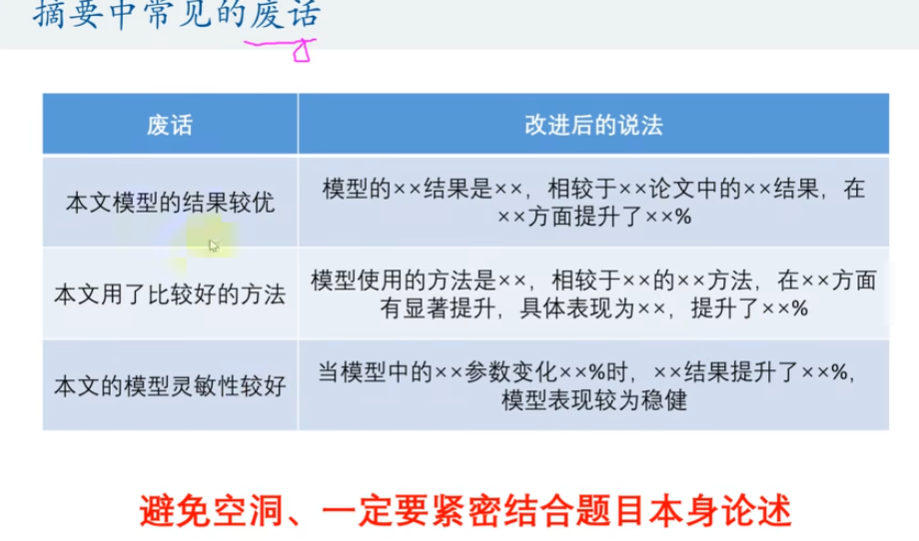 摘要中常见的废话
废话
改进后的说法
本文模型的结果较优
模型的××结果是××，相较于××论文中的××结果，在
××方面提升了××%
本文用了比较好的方法
模型使用的方法是××，相较于××的××方法，在××方面
有显著提升，具体表现为××，提升了××%
本文的模型灵敏性较好
当模型中的××参数变化××%时，××结果提升了××%，
模型表现较为稳健
避免空洞、一定要紧密结合题目本身论述